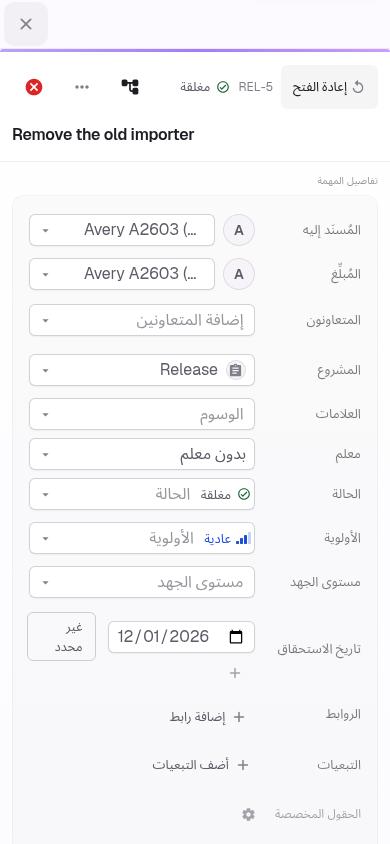 إعادة الفتح REL-5 مغلقة
Remove the old importer
تفاصيل المهمة
المُسنَد إليه A Avery A2603 (...
المُبلِّغ A Avery A2603 (...
المتعاونون إضافة المتعاونين
المشروع Release
العلامات الوسوم
معلم بدون معلم
الحالة مغلقة الحالة
الأولوية عادية الأولوية
مستوى الجهد مستوى الجهد
تاريخ الاستحقاق 12/01/2026 غير محدد
الروابط إضافة رابط
التبعيات أضف التبعيات
الحقول المخصصة